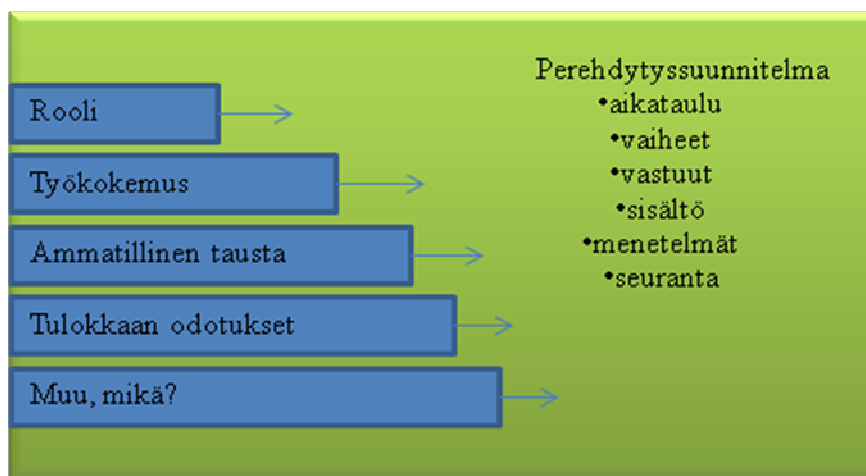 Rooli
Työkokemus
Ammatillinen tausta
Tulokkaan odotukset
Muu, mikä?
Perehdytyssuunnitelma
•aikataulu
•vaiheet
•vastuut
•sisältö
•menetelmät
•seuranta